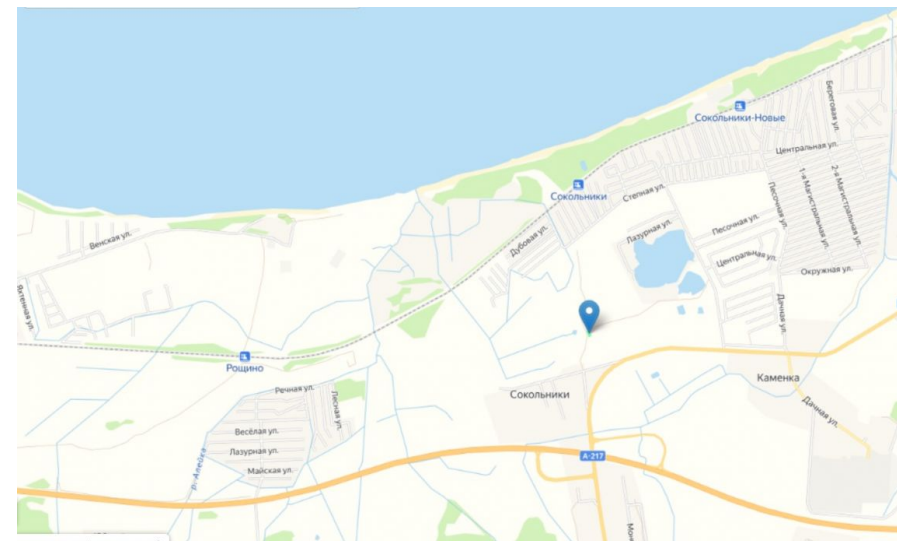 Береговая ул.
Сокольники-Новые
Центральная ул.
1-я Магистральная ул.
2-я Магистральная ул.
Песочная ул.
Сокольники
Степная ул.
Лазурная ул.
Песочная ул.
Дубовая ул.
Венская ул.
Центральная ул.
Окружная ул.
Яхтенная ул.
Дачная ул.
Рощино
Каменка
Речная ул.
Лесная ул.
Сокольники
Дачная ул.
Весёлая ул.
Лазурная ул.
А-217
р. Алейка
Майская ул.